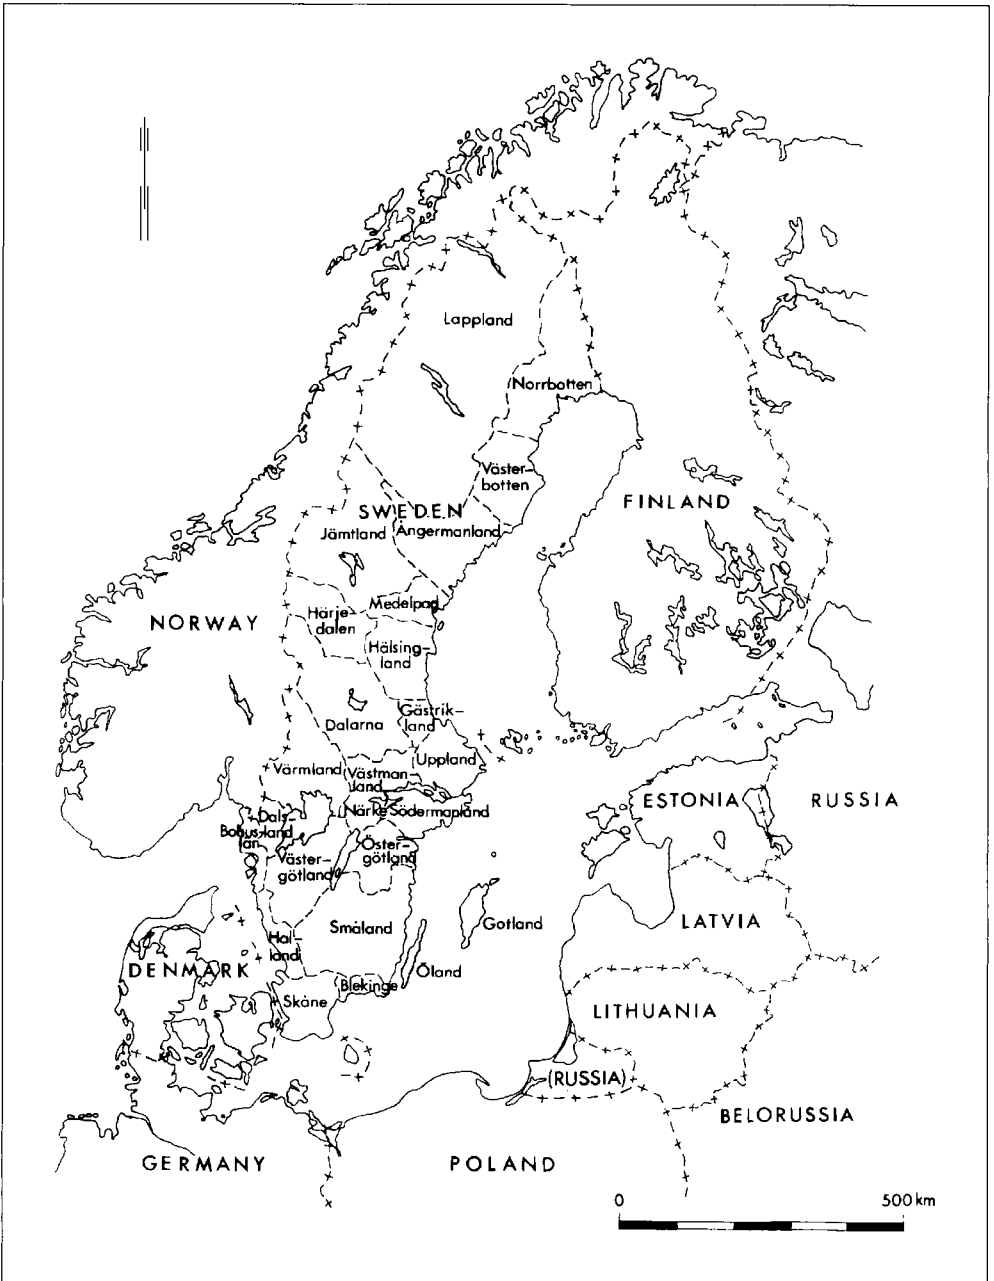 Lappland
Norrbotten
Väster-
botten
SWEDEN
FINLAND
Jämtland
Ångermanland
Medelpad
Härje-
dalen
NORWAY
Hälsing-
land
Gästrik-
land
Dalarna
Uppland
Värmland
Västman
land
Närke
Södermanland
ESTONIA
RUSSIA
Dals-
land
Bohus-
län
Öster-
götland
Väster-
götland
Småland
Gotland
LATVIA
Hal-
land
DENMARK
Öland
Blekinge
Skåne
LITHUANIA
(RUSSIA)
BELORUSSIA
GERMANY
POLAND
0
500 km